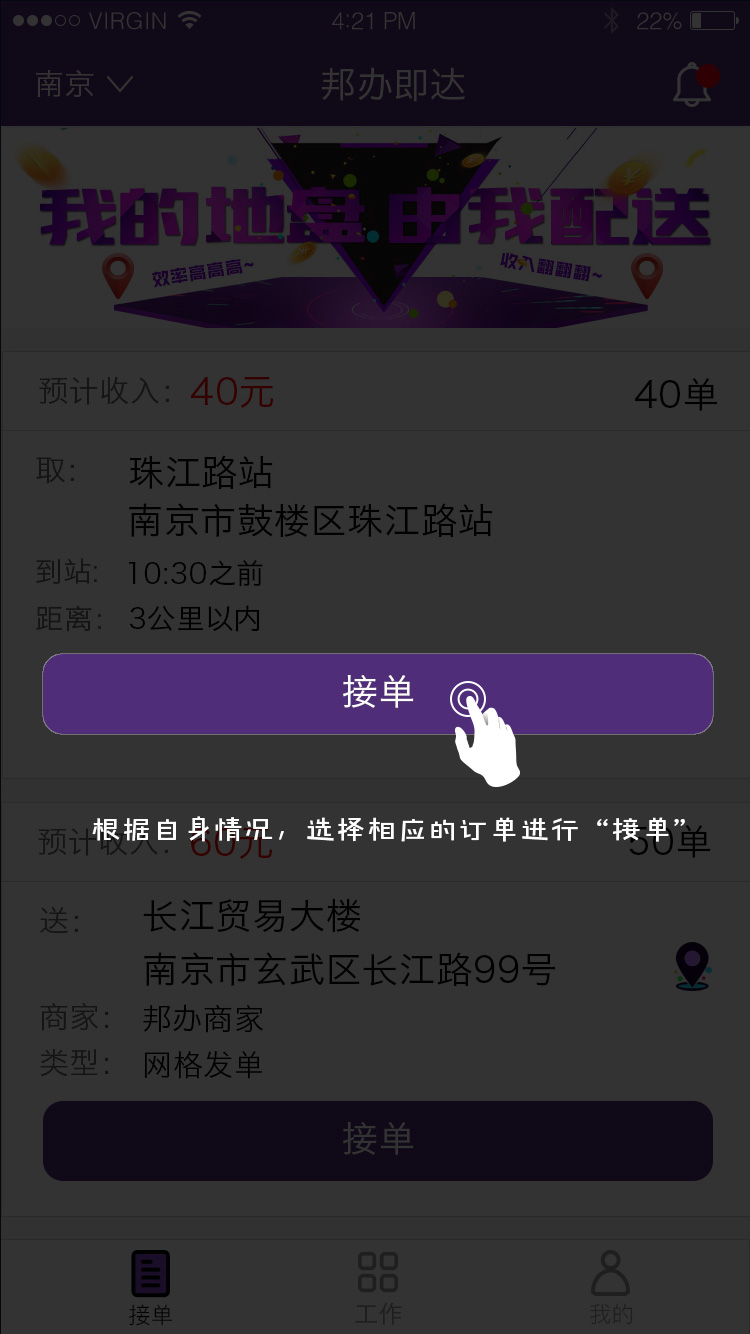 VIRGIN 4:21 PM 22%
南京 邦办即达
我的地盘 由我配送
效率高高高~ 收入翻翻翻~
预计收入: 40元 40单
取: 珠江路站
南京市鼓楼区珠江路站
到站: 10:30之前
距离: 3公里以内
接单
根据自身情况，选择相应的订单进行“接单”
预计收入: 60元 50单
送: 长江贸易大楼
南京市玄武区长江路99号
商家: 邦办商家
类型: 网格发单
接单
接单 工作 我的